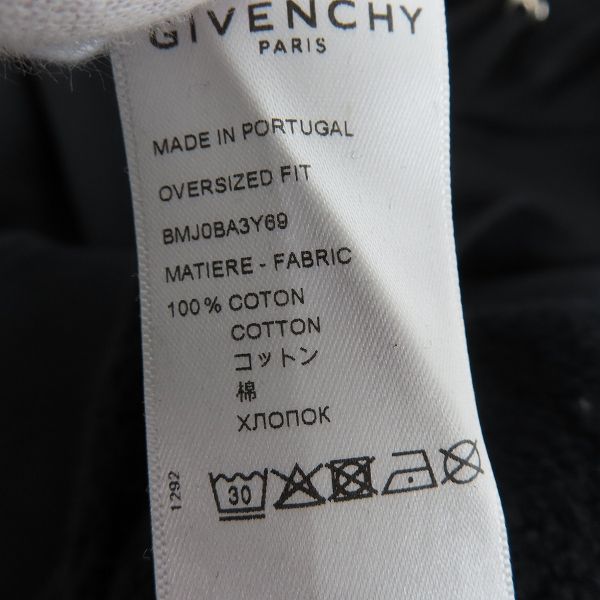 GIVENCHY
PARIS
MADE IN PORTUGAL
OVERSIZED FIT
BMJ0BA3Y69
MATIERE - FABRIC
100% COTON
COTTON
コットン
棉
ХЛОПОК
1292
30